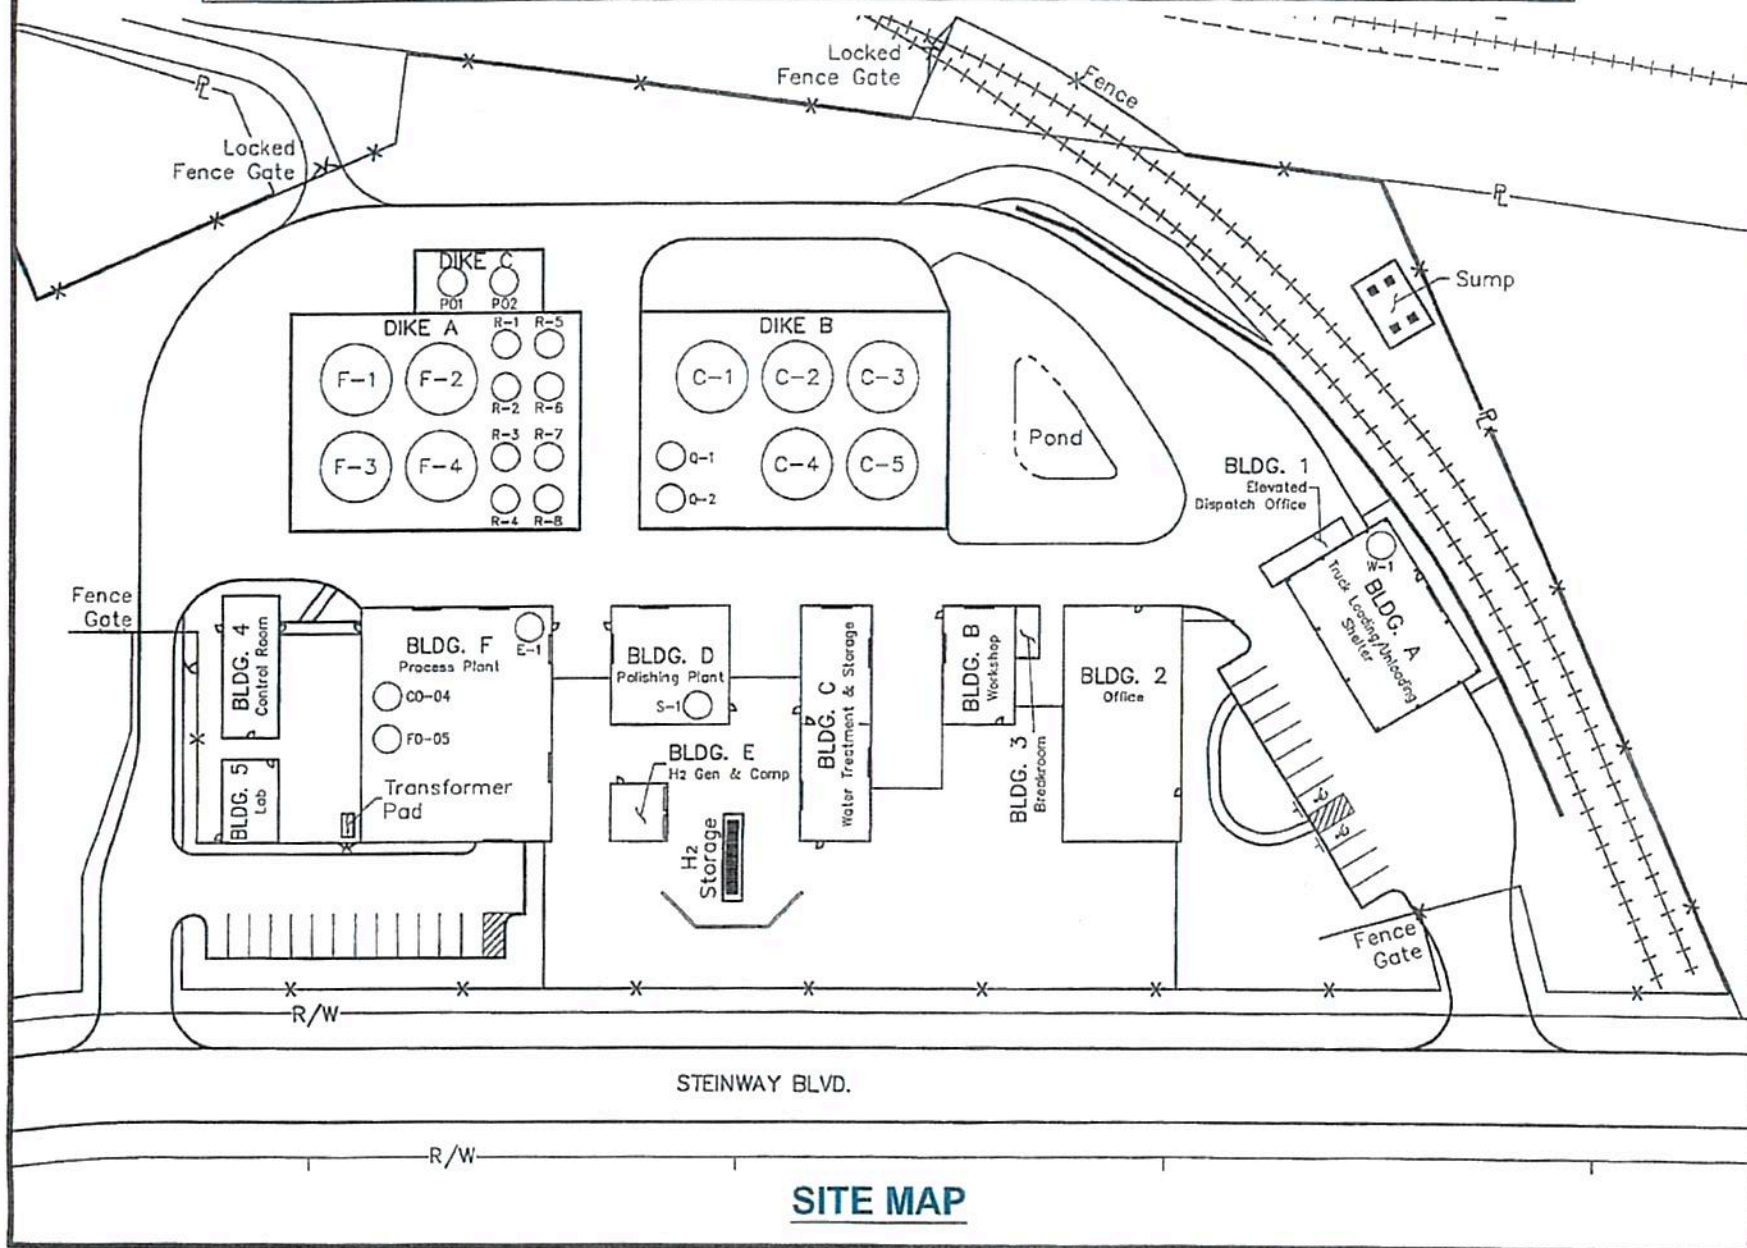 Locked
Fence Gate
Fence
PL
Locked
Fence Gate
PL
Sump
DIKE C
PO1
PO2
DIKE A
R-1
R-5
F-1
F-2
R-2
R-6
R-3
R-7
F-3
F-4
R-4
R-8
DIKE B
C-1
C-2
C-3
Q-1
C-4
C-5
Q-2
Pond
PL
BLDG. 1
Elevated
Dispatch Office
W-1
BLDG. A
Truck Loading/Unloading
Shelter
Fence
Gate
BLDG. 4
Control Room
BLDG. F
Process Plant
E-1
CO-04
FO-05
BLDG. D
Polishing Plant
S-1
BLDG. C
Water Treatment & Storage
BLDG. B
Workshop
BLDG. 2
Office
BLDG. 3
Breakroom
BLDG. E
H2 Gen & Comp
BLDG. 5
Lab
Transformer
Pad
H2
Storage
Fence
Gate
R/W
STEINWAY BLVD.
R/W
SITE MAP